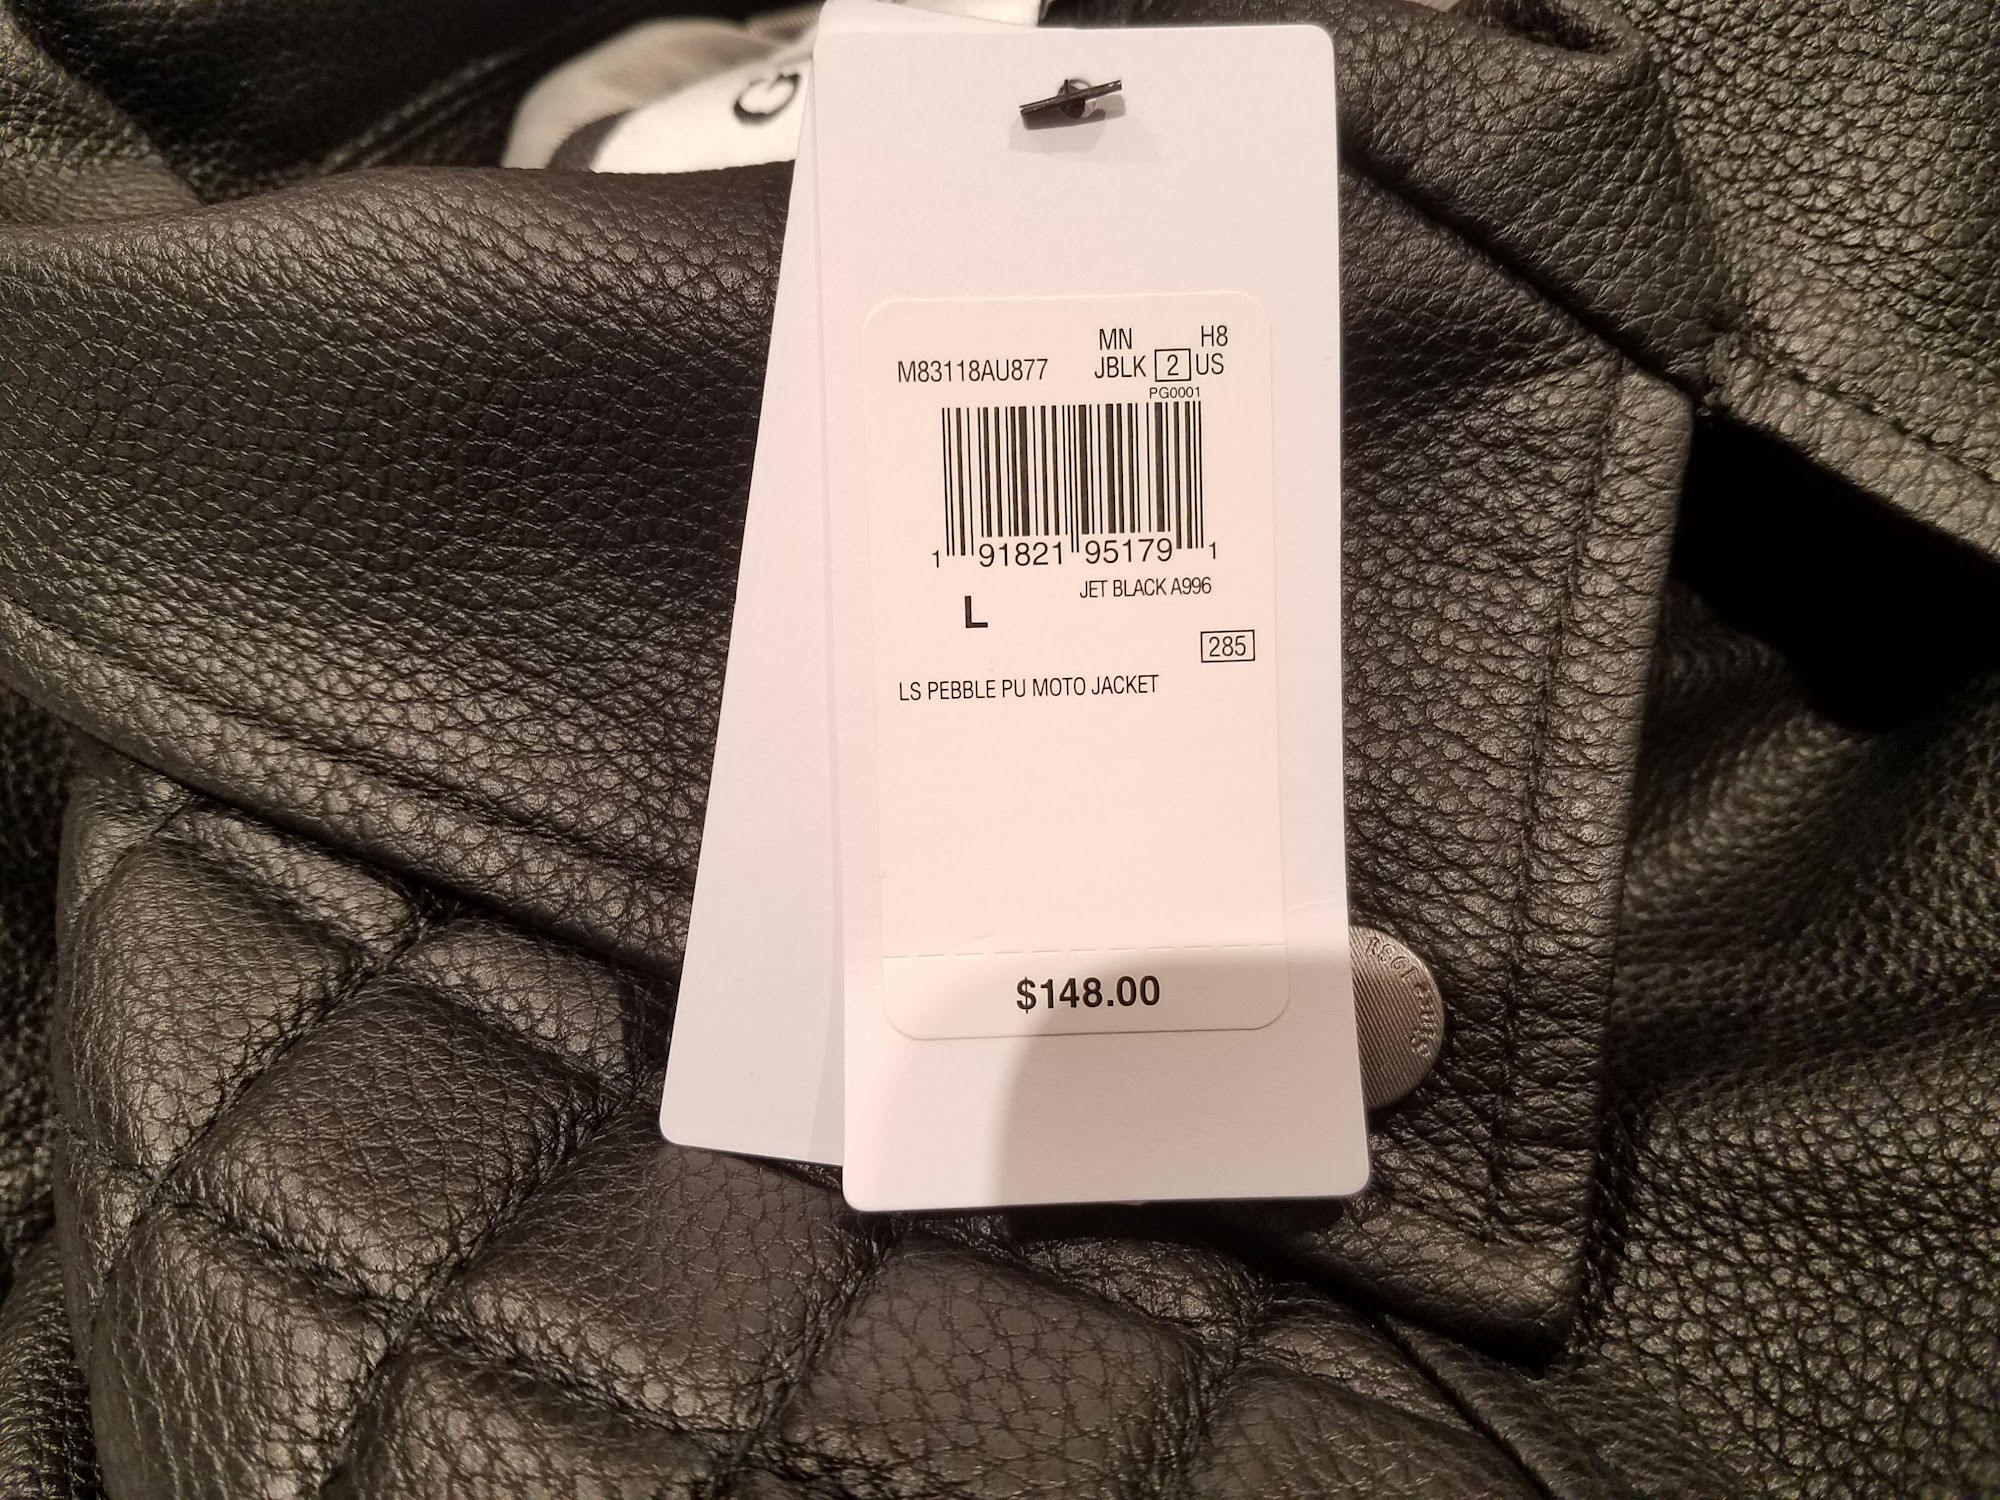 G
MN H8
M83118AU877 JBLK 2 US
PG0001
1 91821 95179 1
JET BLACK A996
L
285
LS PEBBLE PU MOTO JACKET
$148.00